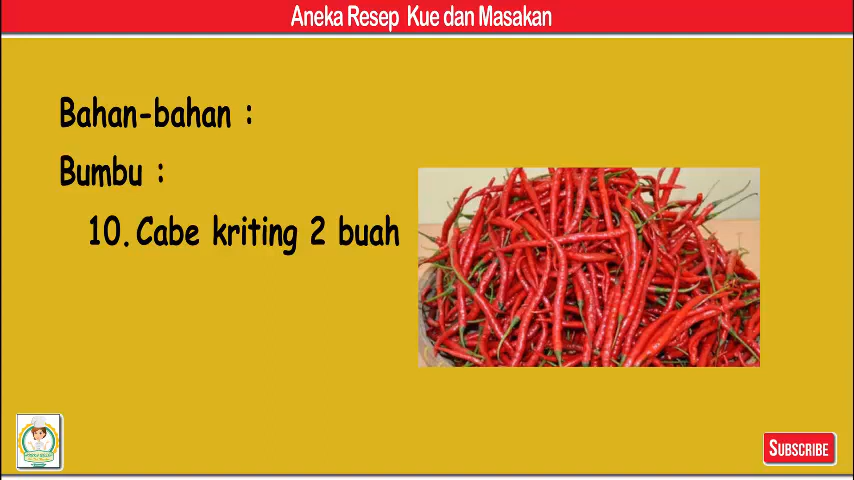 Aneka Resep Kue dan Masakan
Bahan-bahan :
Bumbu :
10. Cabe kriting 2 buah
SUBSCRIBE